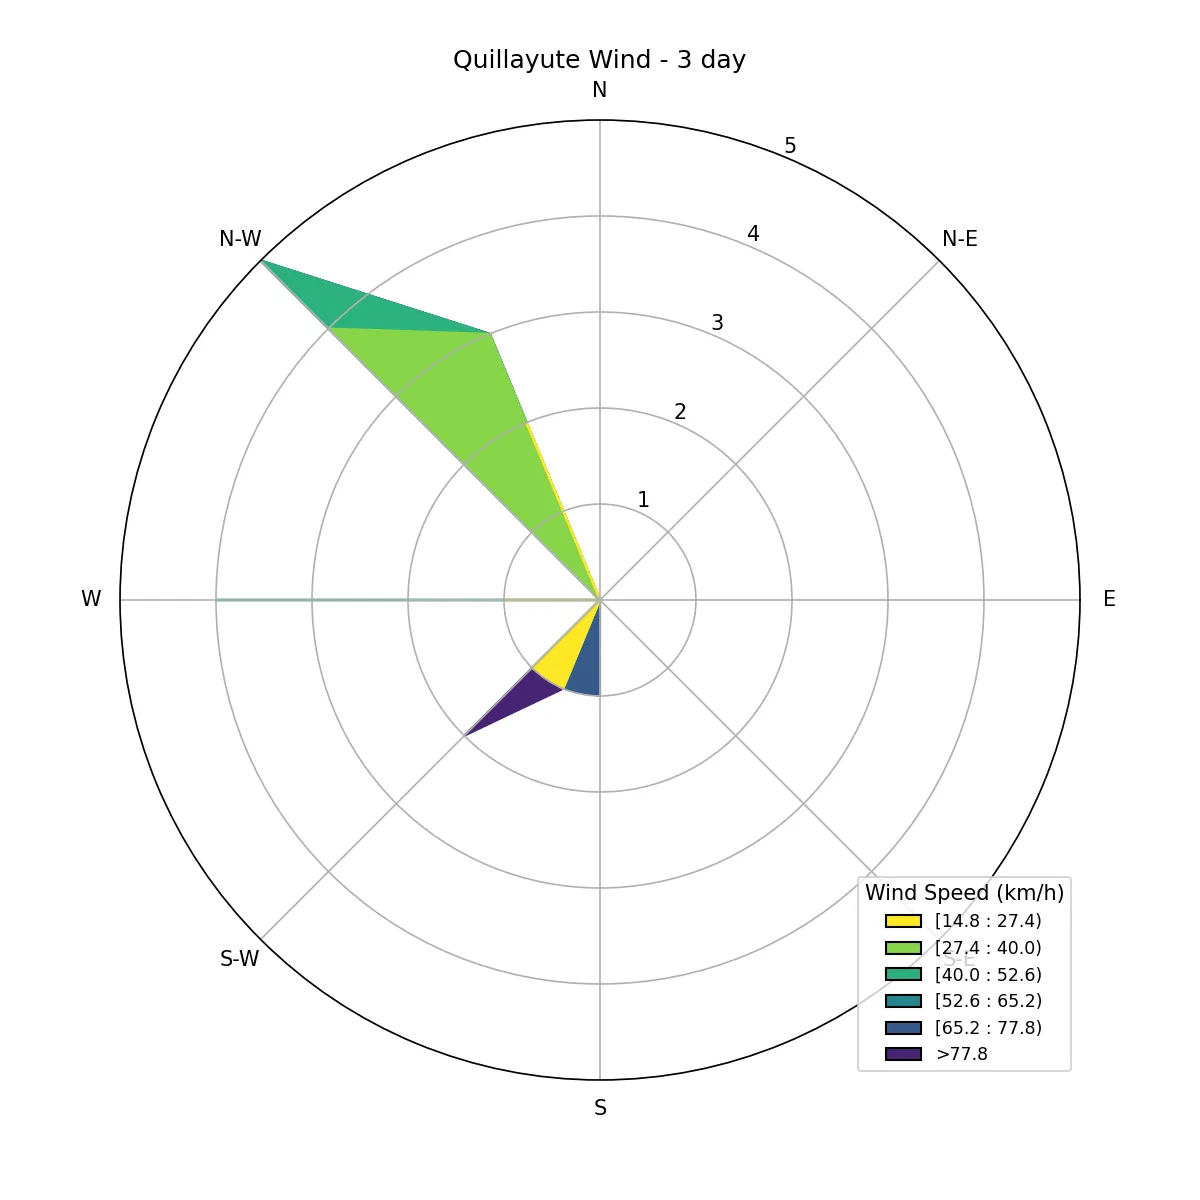 Quillayute Wind - 3 day
N
5
N-W
N-E
4
3
2
1
W
E
Wind Speed (km/h)
[14.8 : 27.4)
[27.4 : 40.0)
S-W
S-E
[40.0 : 52.6)
[52.6 : 65.2)
[65.2 : 77.8)
>77.8
S